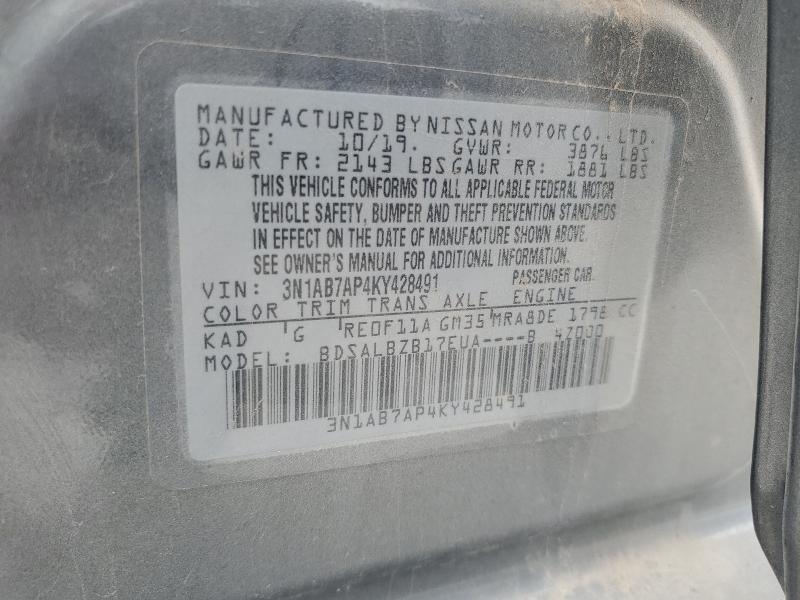 MANUFACTURED BY NISSAN MOTOR CO., LTD.
DATE: 10/19. GVWR: 3876 LBS
GAWR FR: 2143 LBS GAWR RR: 1881 LBS
THIS VEHICLE CONFORMS TO ALL APPLICABLE FEDERAL MOTOR
VEHICLE SAFETY, BUMPER AND THEFT PREVENTION STANDARDS
IN EFFECT ON THE DATE OF MANUFACTURE SHOWN ABOVE.
SEE OWNER'S MANUAL FOR ADDITIONAL INFORMATION.
VIN: 3N1AB7AP4KY428491 PASSENGER CAR
COLOR TRIM TRANS AXLE ENGINE
KAD G RE0F11A GM35 MRA8DE 1798 CC
MODEL: BDSALBZB17EUA----B 47000
3N1AB7AP4KY428491